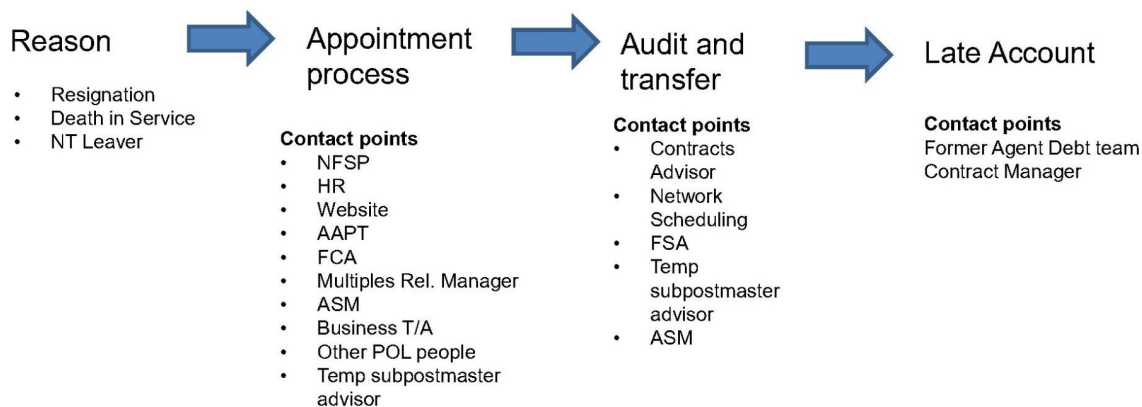 Reason
• Resignation
• Death in Service
• NT Leaver
Appointment
process
Contact points
• NFSP
• HR
• Website
• AAPT
• FCA
• Multiples Rel. Manager
• ASM
• Business T/A
• Other POL people
• Temp subpostmaster
advisor
Audit and
transfer
Contact points
• Contracts
Advisor
• Network
Scheduling
• FSA
• Temp
subpostmaster
advisor
• ASM
Late Account
Contact points
Former Agent Debt team
Contract Manager